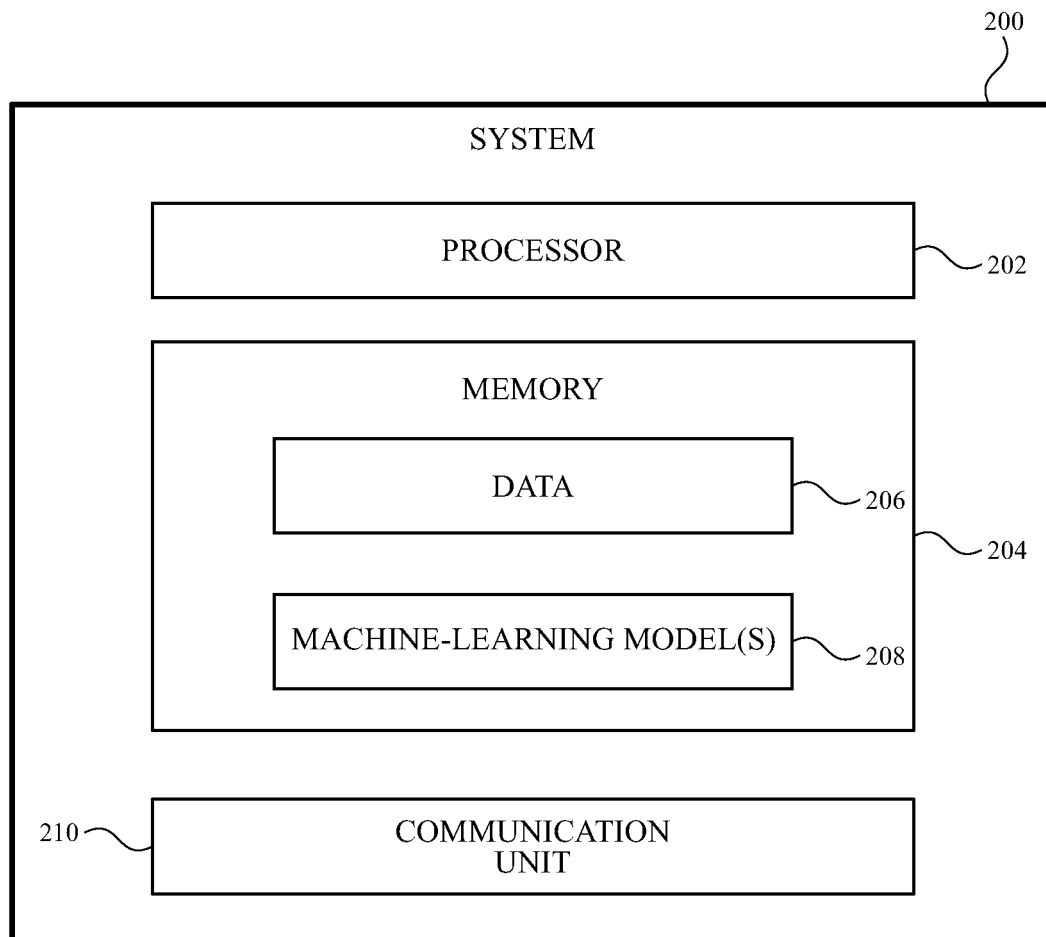 200
SYSTEM
PROCESSOR
202
MEMORY
DATA
206
204
MACHINE-LEARNING MODEL(S)
208
210
COMMUNICATION
UNIT